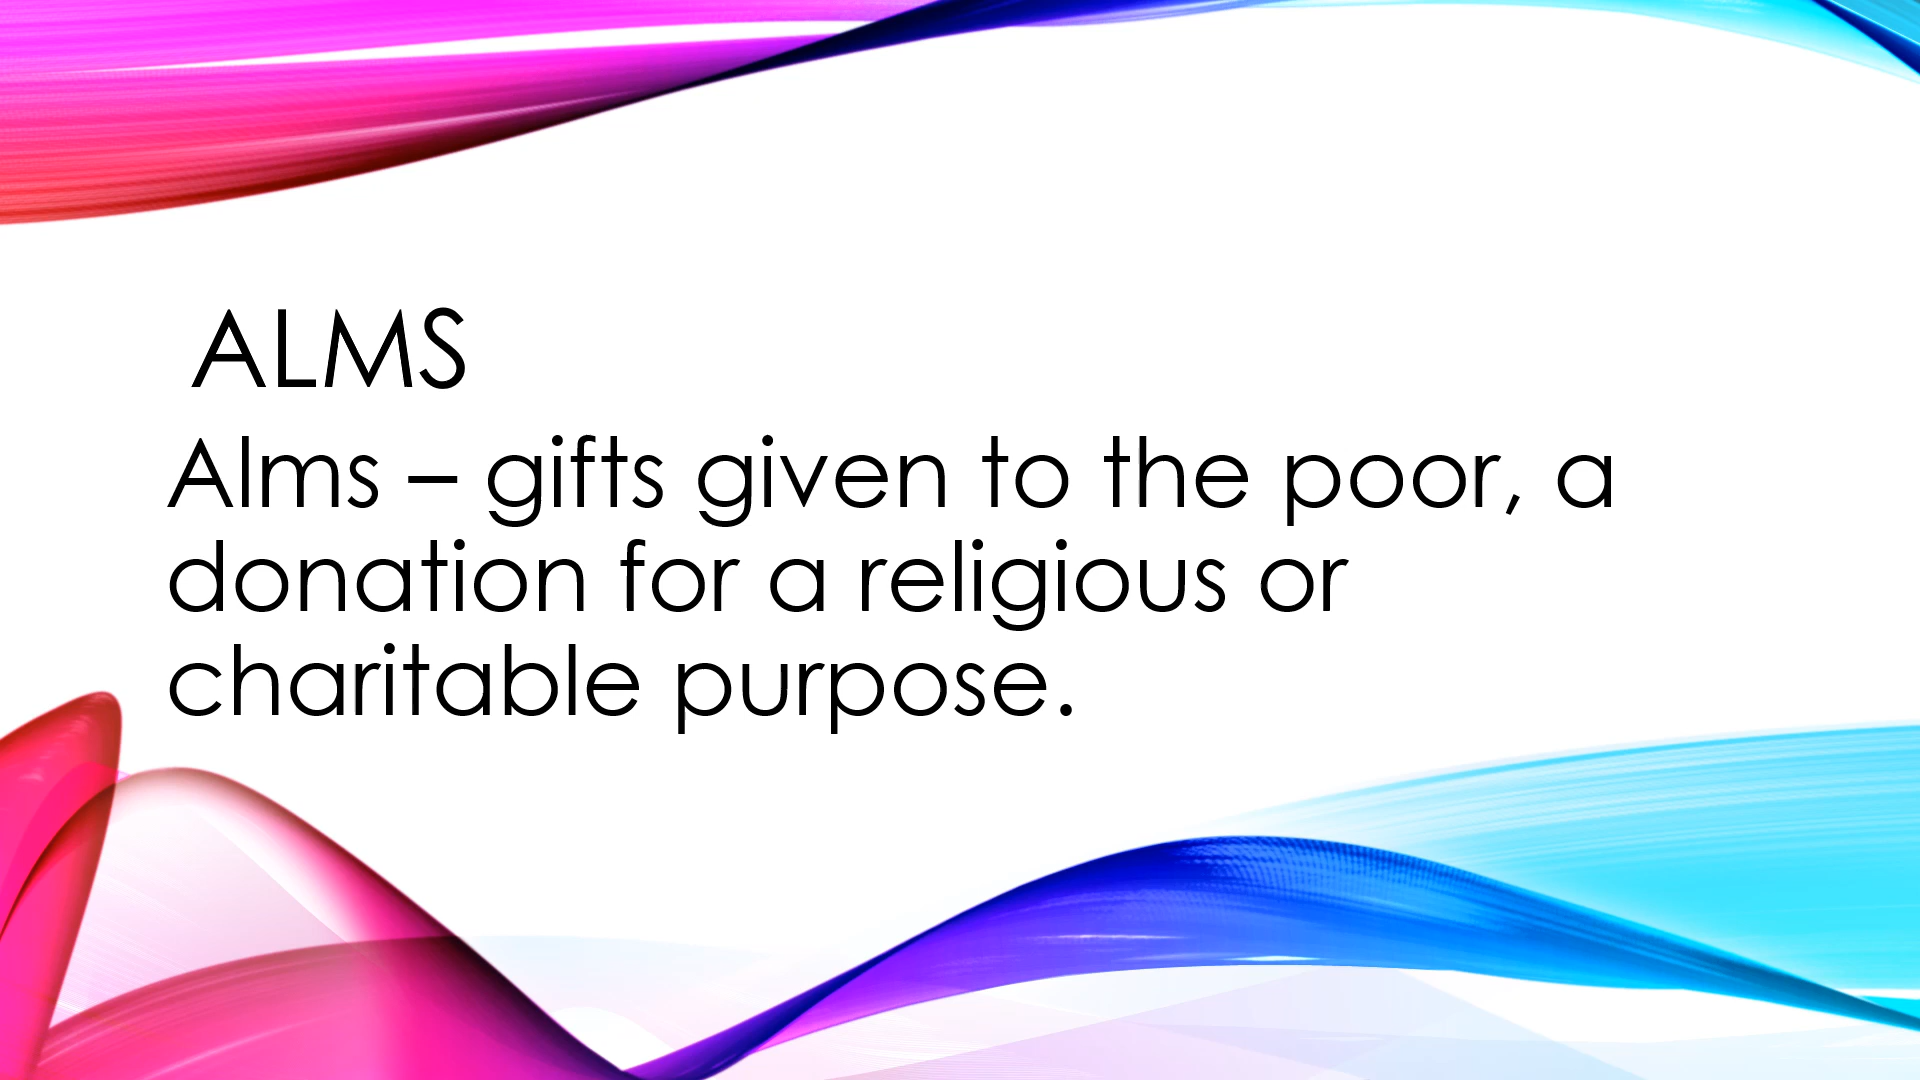 ALMS
Alms – gifts given to the poor, a
donation for a religious or
charitable purpose.